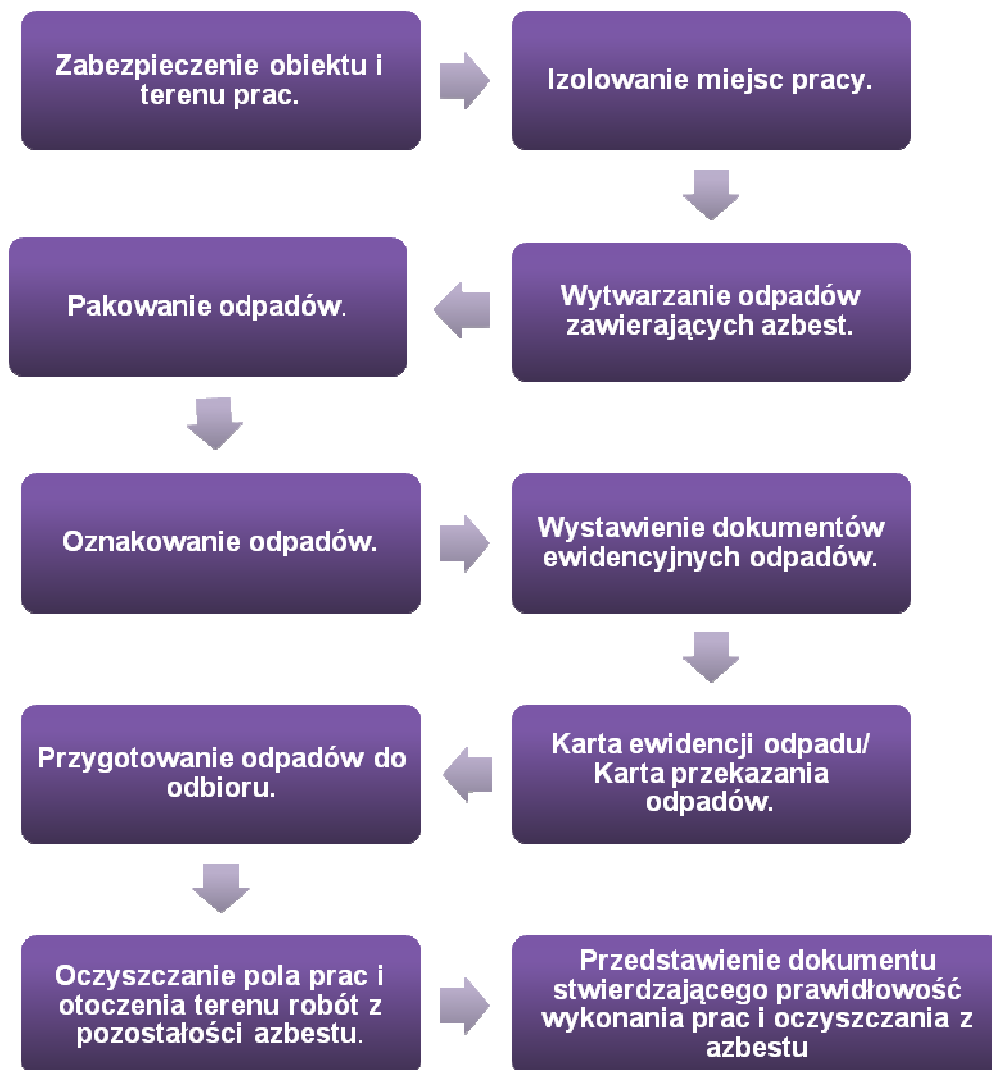 Zabezpieczenie obiektu i
terenu prac.
Izolowanie miejsc pracy.
Wytwarzanie odpadów
zawierających azbest.
Pakowanie odpadów.
Oznakowanie odpadów.
Wystawienie dokumentów
ewidencyjnych odpadów.
Karta ewidencji odpadu/
Karta przekazania
odpadów.
Przygotowanie odpadów do
odbioru.
Oczyszczanie pola prac i
otoczenia terenu robót z
pozostałości azbestu.
Przedstawienie dokumentu
stwierdzającego prawidłowość
wykonania prac i oczyszczania z
azbestu